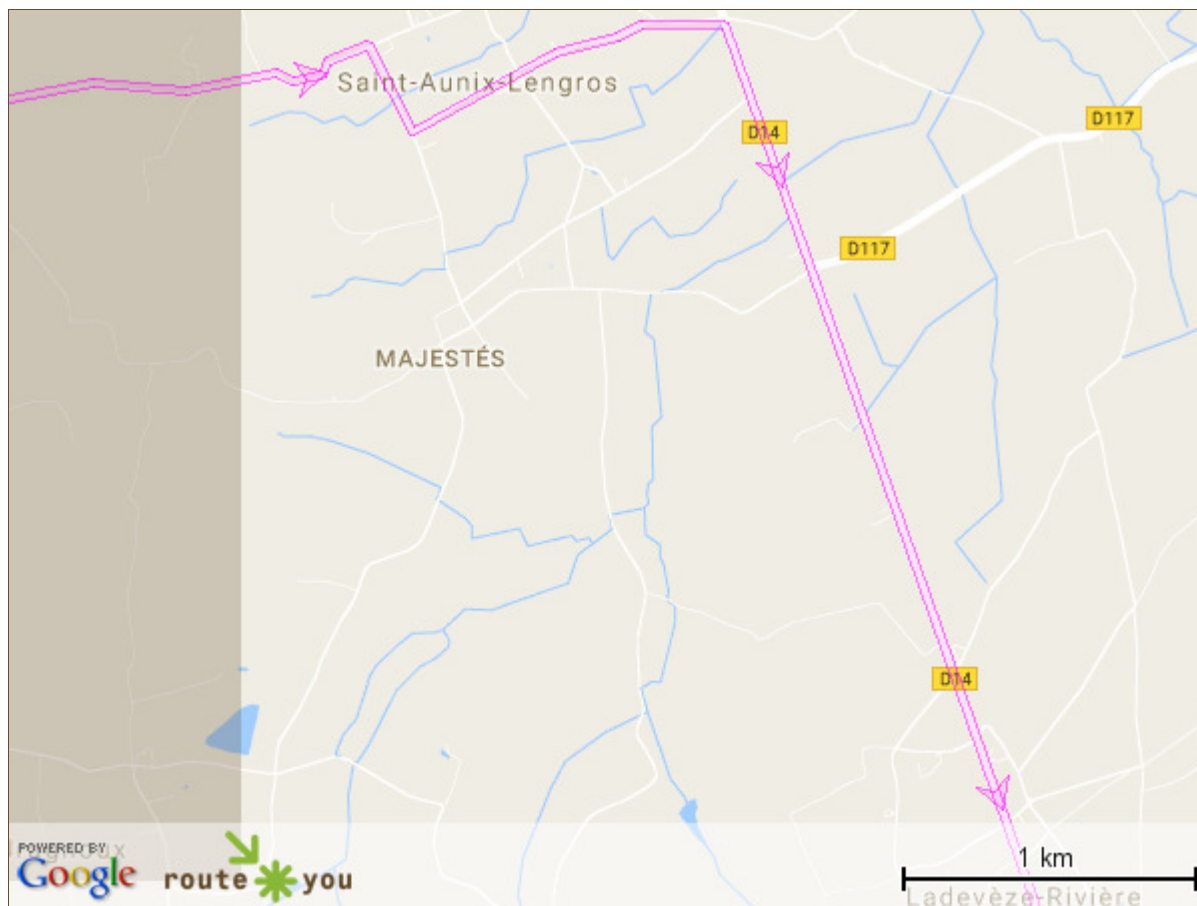 Saint-Aunix-Lengros
D14
D117
D117
MAJESTÉS
D14
POWERED BY
Google
route you
1 km
Ladevèze-Rivière